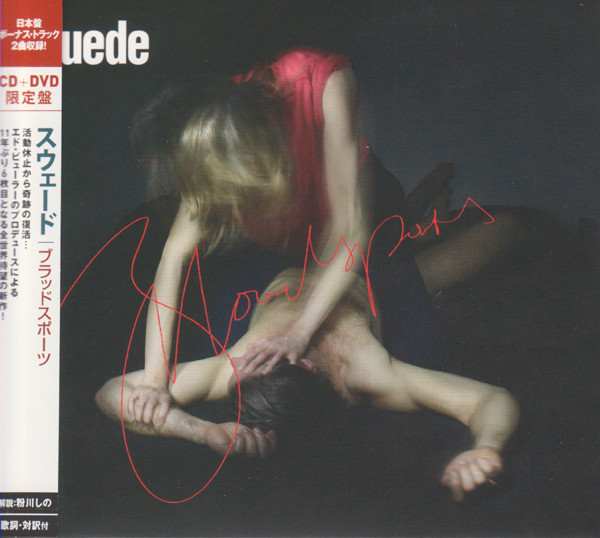 日本盤
ボーナス・トラック
2曲収録!
CD+DVD
限定盤
uede
スウェード｜ブラッドスポーツ
活動休止から奇跡の復活…
エド・ビューラーのプロデュースによる
11年ぶり6枚目となる全世界待望の新作!
Bloodsports
解説:粉川しの
歌詞・対訳付